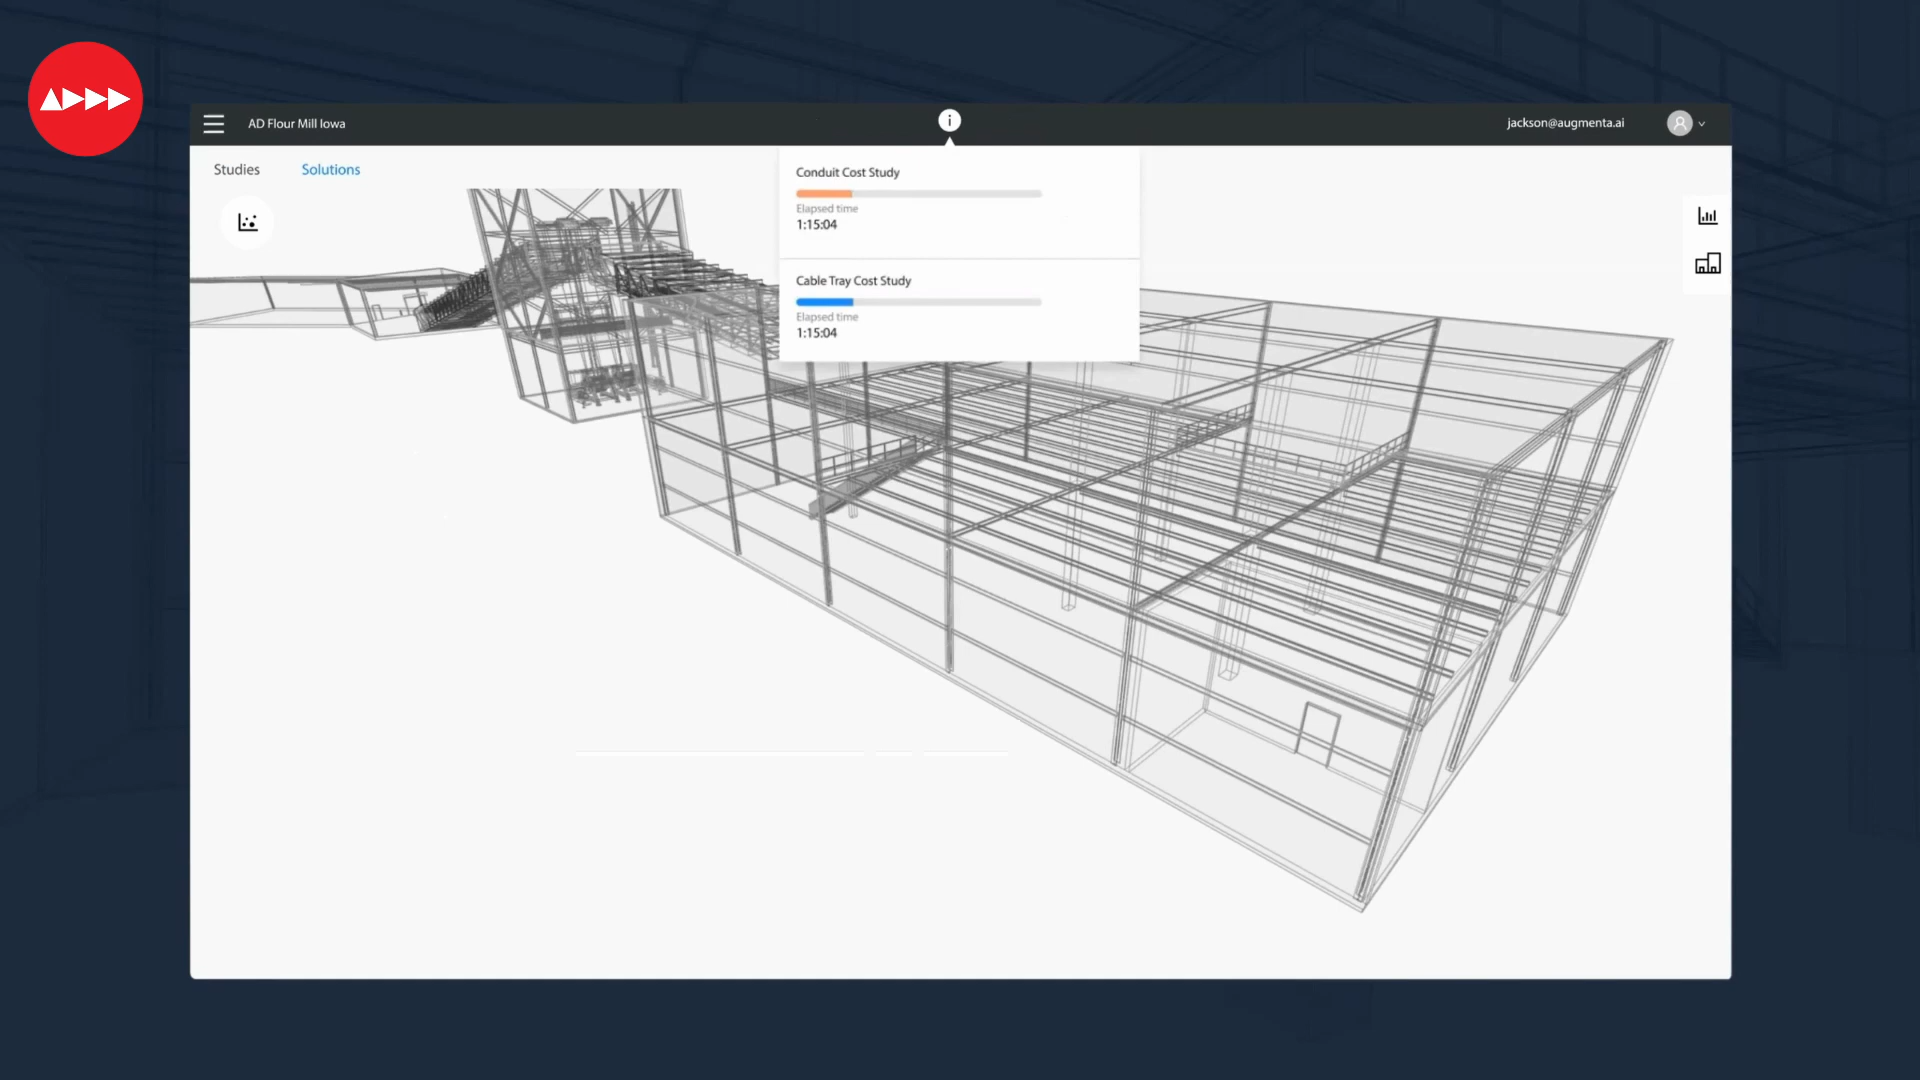 AD Flour Mill Iowa
i
jackson@augmenta.ai
Studies
Solutions
Conduit Cost Study
Elapsed time
1:15:04
Cable Tray Cost Study
Elapsed time
1:15:04